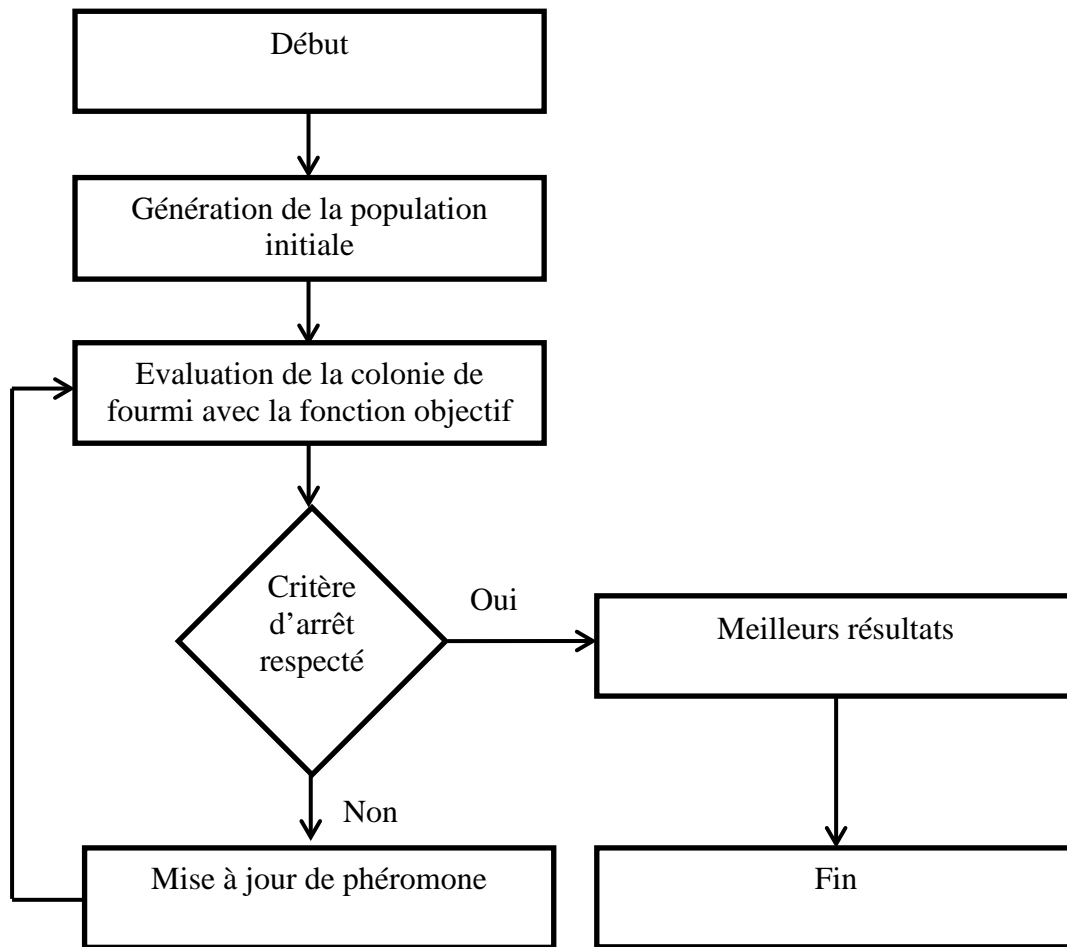 Début
Génération de la population
initiale
Evaluation de la colonie de
fourmi avec la fonction objectif
Critère
d’arrêt
respecté
Oui
Meilleurs résultats
Non
Mise à jour de phéromone
Fin